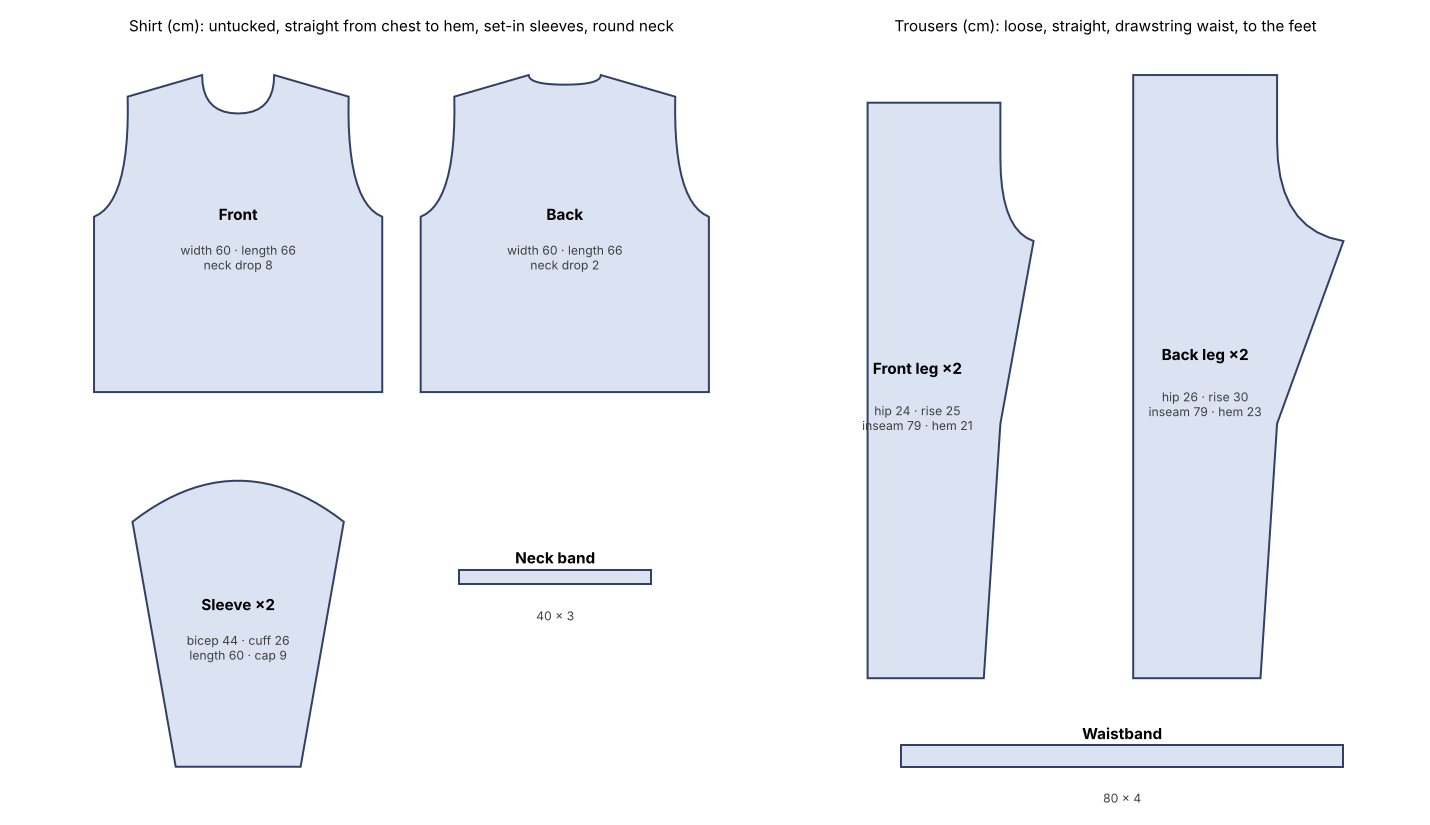 Shirt (cm): untucked, straight from chest to hem, set-in sleeves, round neck
Front
width 60 · length 66
neck drop 8
Back
width 60 · length 66
neck drop 2
Sleeve ×2
bicep 44 · cuff 26
length 60 · cap 9
Neck band
40 × 3
Trousers (cm): loose, straight, drawstring waist, to the feet
Front leg ×2
hip 24 · rise 25
inseam 79 · hem 21
Back leg ×2
hip 26 · rise 30
inseam 79 · hem 23
Waistband
80 × 4